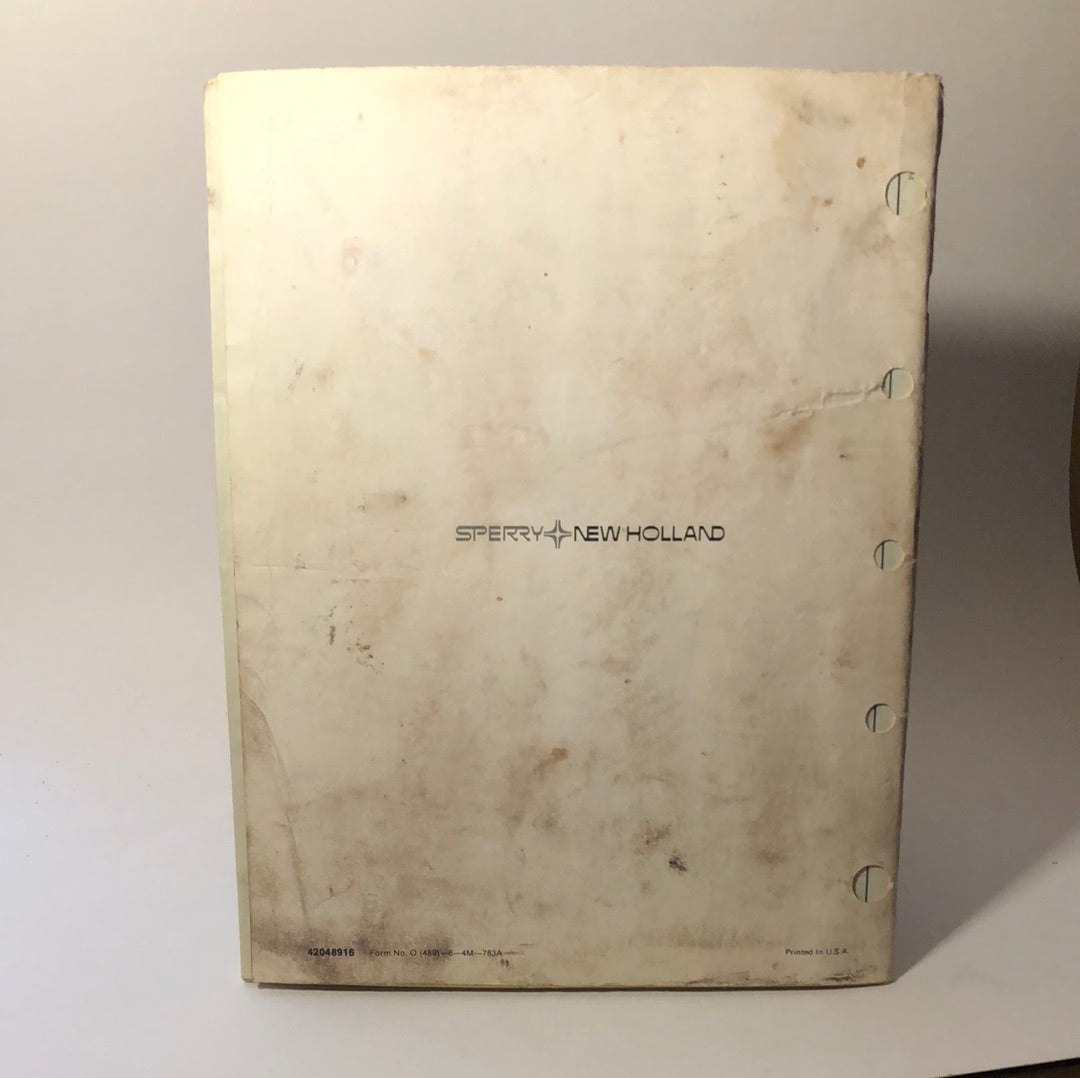 SPERRY NEW HOLLAND
42048916 Form No. O (489)—6—4M—783A
Printed In U.S.A.